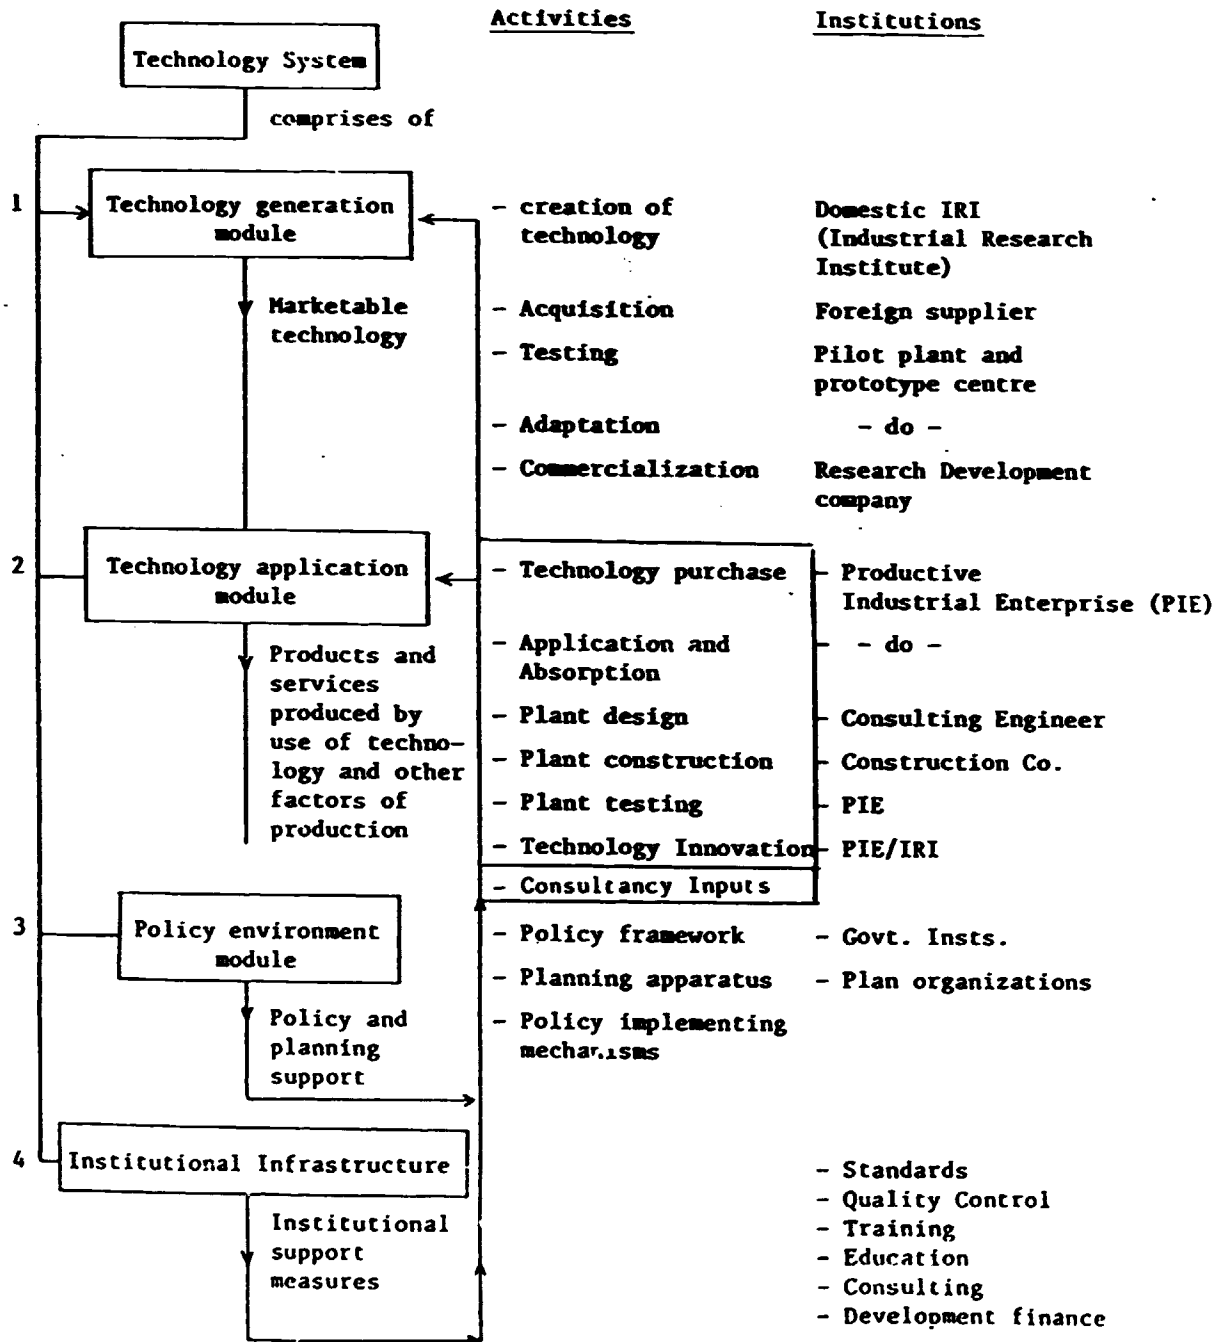 Activities
Institutions
Technology System
comprises of
1
Technology generation
module
- creation of
technology
Domestic IRI
(Industrial Research
Institute)
Marketable
technology
- Acquisition
Foreign supplier
- Testing
Pilot plant and
prototype centre
- Adaptation
- do -
- Commercialization
Research Development
company
2
Technology application
module
- Technology purchase
- Productive
Industrial Enterprise (PIE)
Products and
services
produced by
use of techno-
logy and other
factors of
production
- Application and
Absorption
- - do -
- Plant design
- Consulting Engineer
- Plant construction
- Construction Co.
- Plant testing
- PIE
- Technology Innovation
- PIE/IRI
- Consultancy Inputs
3
Policy environment
module
- Policy framework
- Govt. Insts.
- Planning apparatus
- Plan organizations
- Policy implementing
mechanisms
Policy and
planning
support
4
Institutional Infrastructure
Institutional
support
measures
- Standards
- Quality Control
- Training
- Education
- Consulting
- Development finance